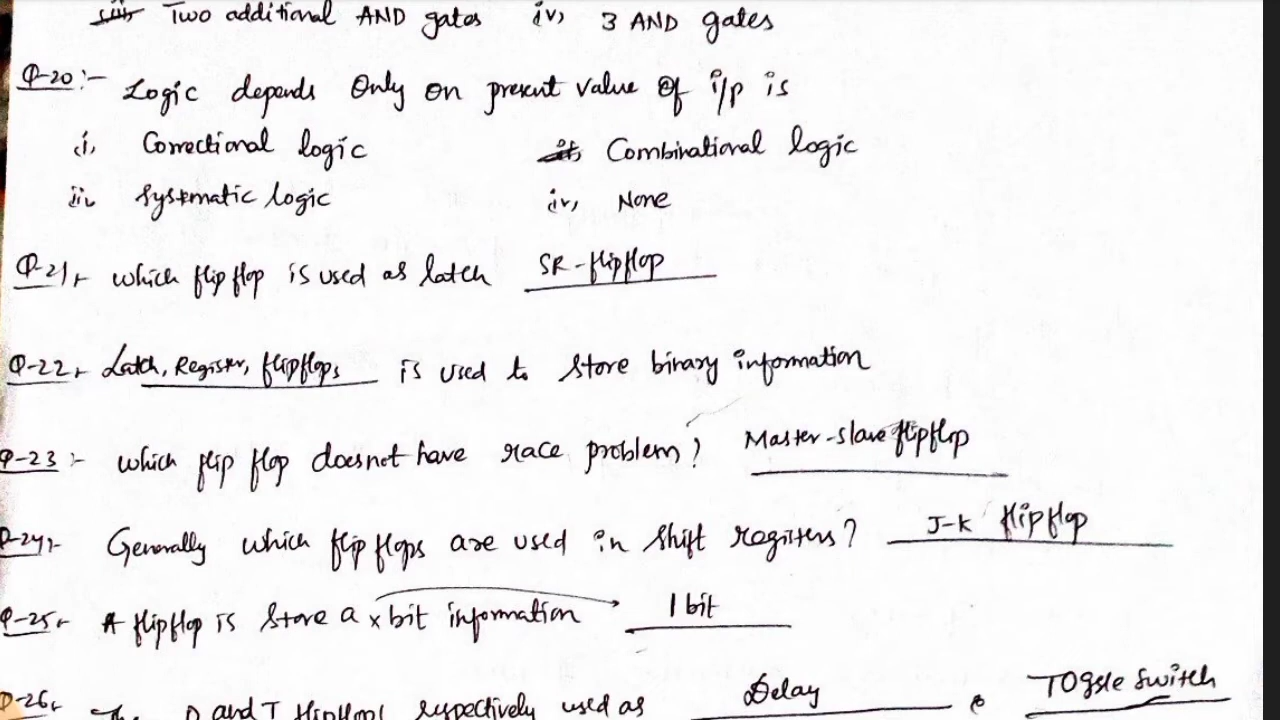 iii, Two additional AND gates iv, 3 AND gates
Q-20:- Logic depends Only on present value of i/p is
i, Correctional logic iii, Combinational logic
ii, Systematic logic iv, None
Q-21,- which flip flop is used as latch SR-flipflop
Q-22,- Latch, Register, flipflops is used to store binary information
Q-23:- which flip flop doesnot have race problem? Master-slave flipflop
Q-24,- Generally which flip flops are used in shift registers? J-K flipflop
Q-25,- A flipflop is store a x bit information 1 bit
Q-26,- The D and T flipflops respectively used as Delay & Toggle switch